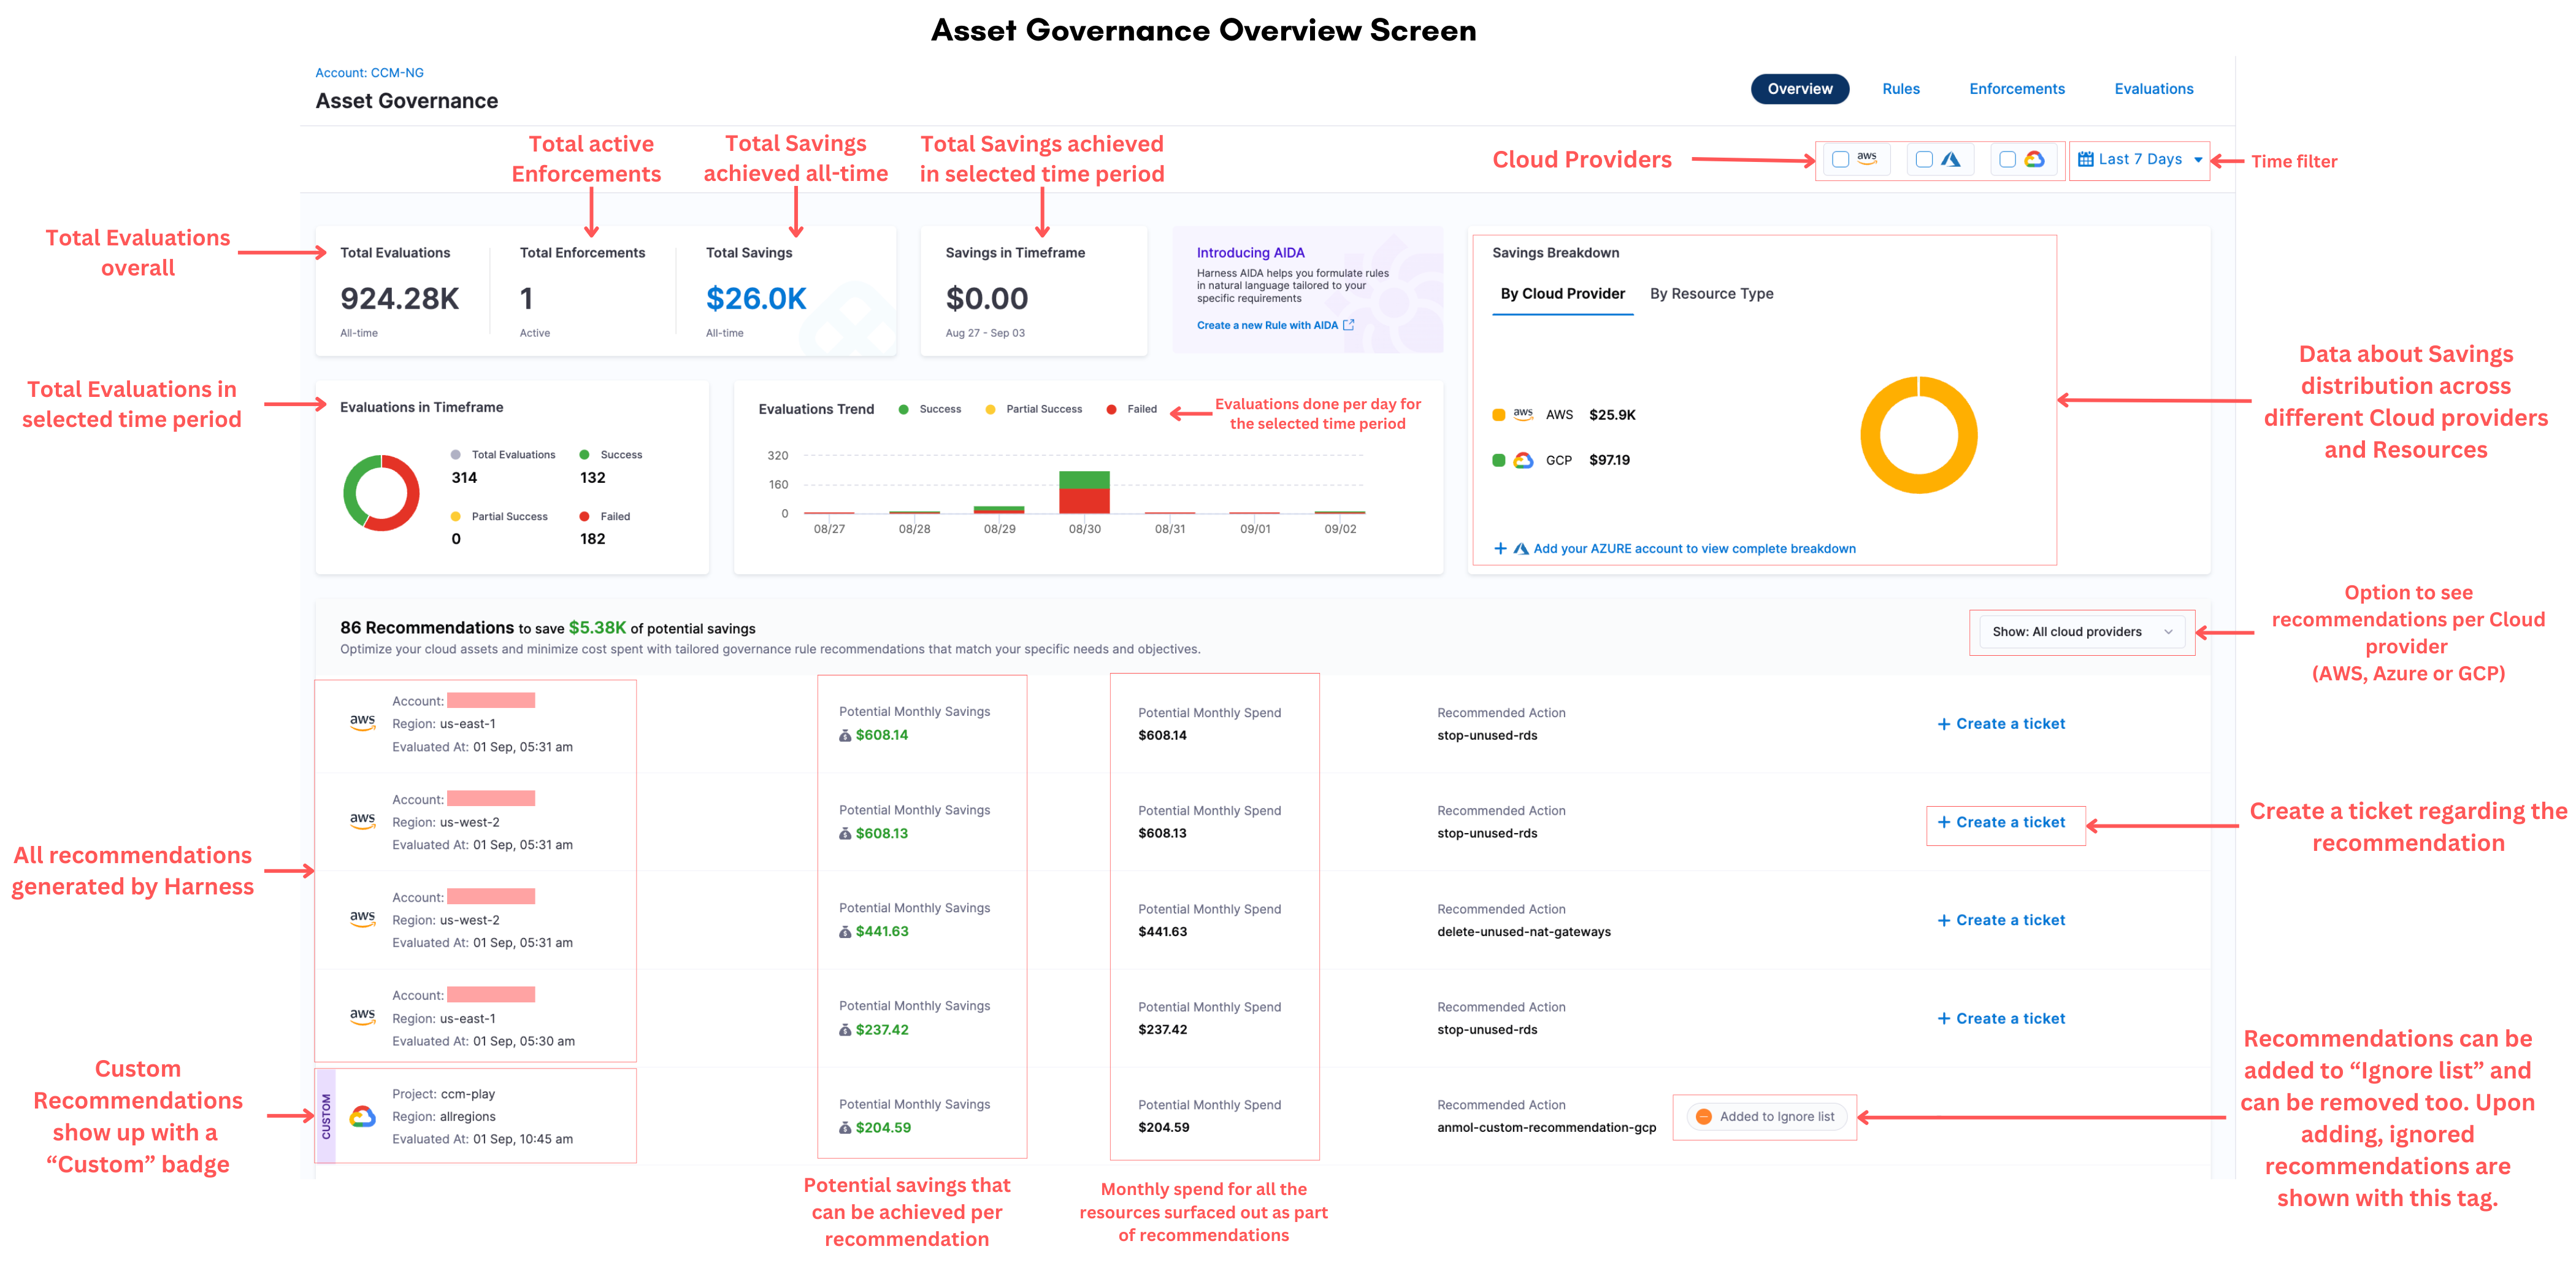 Asset Governance Overview Screen
Account: CCM-NG
Asset Governance
Overview
Rules
Enforcements
Evaluations
Total active
Enforcements
Total Savings
achieved all-time
Total Savings achieved
in selected time period
Cloud Providers
aws
Last 7 Days
Time filter
Total Evaluations
overall
Total Evaluations
924.28K
All-time
Total Enforcements
1
Active
Total Savings
$26.0K
All-time
Savings in Timeframe
$0.00
Aug 27 - Sep 03
Introducing AIDA
Harness AIDA helps you formulate rules
in natural language tailored to your
specific requirements
Create a new Rule with AIDA
Savings Breakdown
By Cloud Provider
By Resource Type
aws AWS $25.9K
GCP $97.19
+ Add your AZURE account to view complete breakdown
Data about Savings
distribution across
different Cloud providers
and Resources
Total Evaluations in
selected time period
Evaluations in Timeframe
Total Evaluations
314
Success
132
Partial Success
0
Failed
182
Evaluations Trend
Success
Partial Success
Failed
Evaluations done per day for
the selected time period
320
160
0
08/27
08/28
08/29
08/30
08/31
09/01
09/02
86 Recommendations to save $5.38K of potential savings
Optimize your cloud assets and minimize cost spent with tailored governance rule recommendations that match your specific needs and objectives.
Show: All cloud providers
Option to see
recommendations per Cloud
provider
(AWS, Azure or GCP)
aws
Account:
Region: us-east-1
Evaluated At: 01 Sep, 05:31 am
Potential Monthly Savings
$608.14
Potential Monthly Spend
$608.14
Recommended Action
stop-unused-rds
+ Create a ticket
aws
Account:
Region: us-west-2
Evaluated At: 01 Sep, 05:31 am
Potential Monthly Savings
$608.13
Potential Monthly Spend
$608.13
Recommended Action
stop-unused-rds
+ Create a ticket
Create a ticket regarding the
recommendation
All recommendations
generated by Harness
aws
Account:
Region: us-west-2
Evaluated At: 01 Sep, 05:31 am
Potential Monthly Savings
$441.63
Potential Monthly Spend
$441.63
Recommended Action
delete-unused-nat-gateways
+ Create a ticket
aws
Account:
Region: us-east-1
Evaluated At: 01 Sep, 05:30 am
Potential Monthly Savings
$237.42
Potential Monthly Spend
$237.42
Recommended Action
stop-unused-rds
+ Create a ticket
Custom
Recommendations
show up with a
“Custom” badge
CUSTOM
Project: ccm-play
Region: allregions
Evaluated At: 01 Sep, 10:45 am
Potential Monthly Savings
$204.59
Potential Monthly Spend
$204.59
Recommended Action
anmol-custom-recommendation-gcp
Added to Ignore list
Recommendations can be
added to “Ignore list” and
can be removed too. Upon
adding, ignored
recommendations are
shown with this tag.
Potential savings that
can be achieved per
recommendation
Monthly spend for all the
resources surfaced out as part
of recommendations